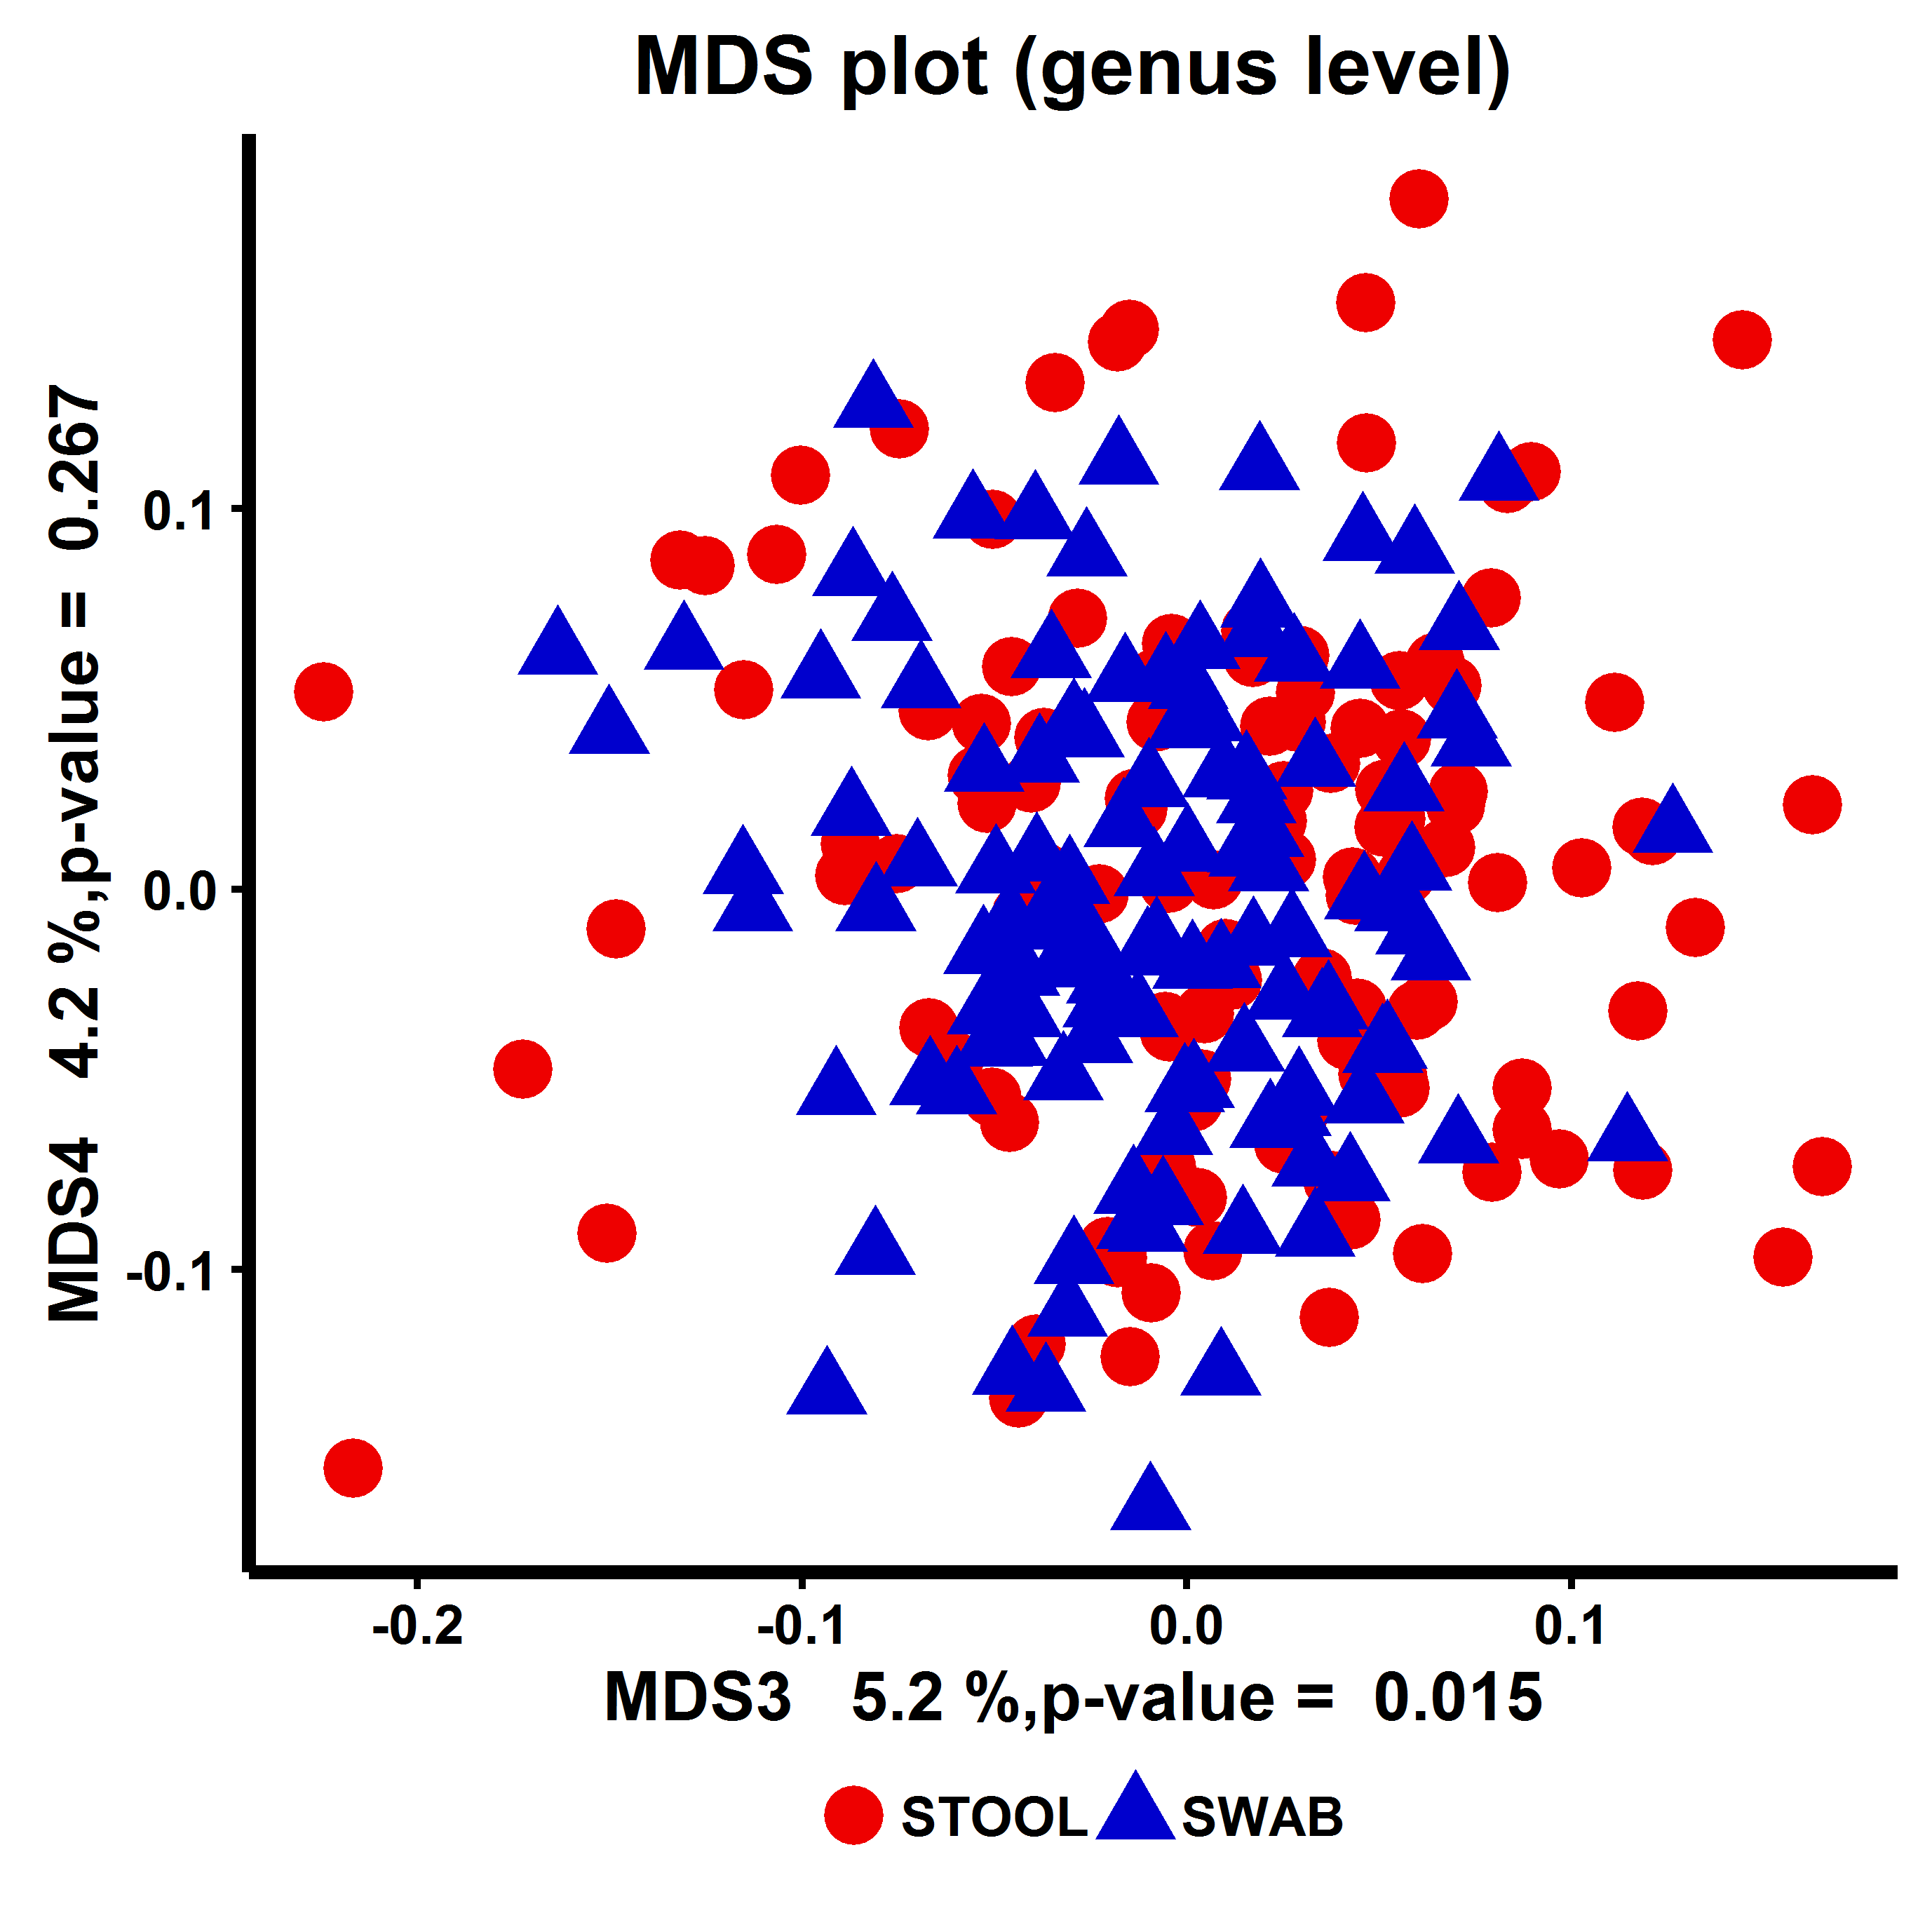 MDS plot (genus level)
MDS4 4.2 %,p-value = 0.267
0.1
0.0
-0.1
-0.2
-0.1
0.0
0.1
MDS3 5.2 %,p-value = 0.015
STOOL
SWAB